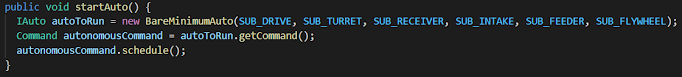 public void startAuto() {
IAuto autoToRun = new BareMinimumAuto(SUB_DRIVE, SUB_TURRET, SUB_RECEIVER, SUB_INTAKE, SUB_FEEDER, SUB_FLYWHEEL);
Command autonomousCommand = autoToRun.getCommand();
autonomousCommand.schedule();
}